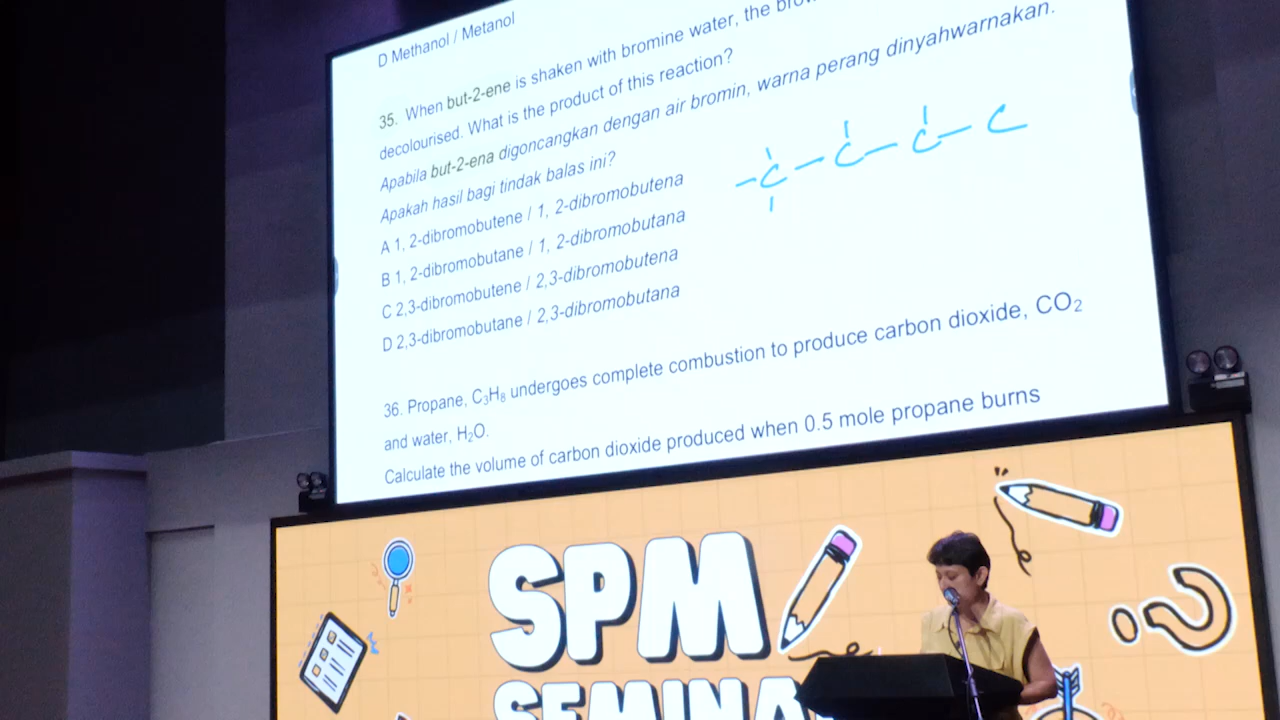 D Methanol / Metanol
35. When but-2-ene is shaken with bromine water, the
decolourised. What is the product of this reaction?
Apabila but-2-ena digoncangkan dengan air bromin, warna perang dinyahwarnakan.
Apakah hasil bagi tindak balas ini?
A 1, 2-dibromobutene / 1, 2-dibromobutena
B 1, 2-dibromobutane / 1, 2-dibromobutana
C 2,3-dibromobutene / 2,3-dibromobutena
D 2,3-dibromobutane / 2,3-dibromobutana
- C - C - C - C
36. Propane, C₃H₈ undergoes complete combustion to produce carbon dioxide, CO₂
and water, H₂O.
Calculate the volume of carbon dioxide produced when 0.5 mole propane burns
SPM